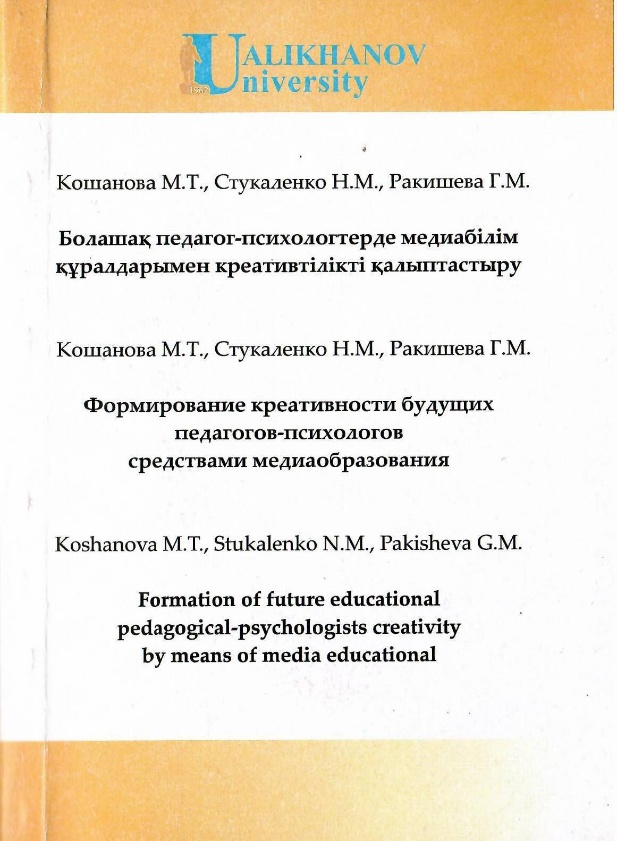 UALIKHANOV
University
Кошанова М.Т., Стукаленко Н.М., Ракишева Г.М.
Болашақ педагог-психологтерде медиабілім
құралдарымен креативтілікті қалыптастыру
Кошанова М.Т., Стукаленко Н.М., Ракишева Г.М.
Формирование креативности будущих
педагогов-психологов
средствами медиаобразования
Koshanova M.T., Stukalenko N.M., Pakisheva G.M.
Formation of future educational
pedagogical-psychologists creativity
by means of media educational